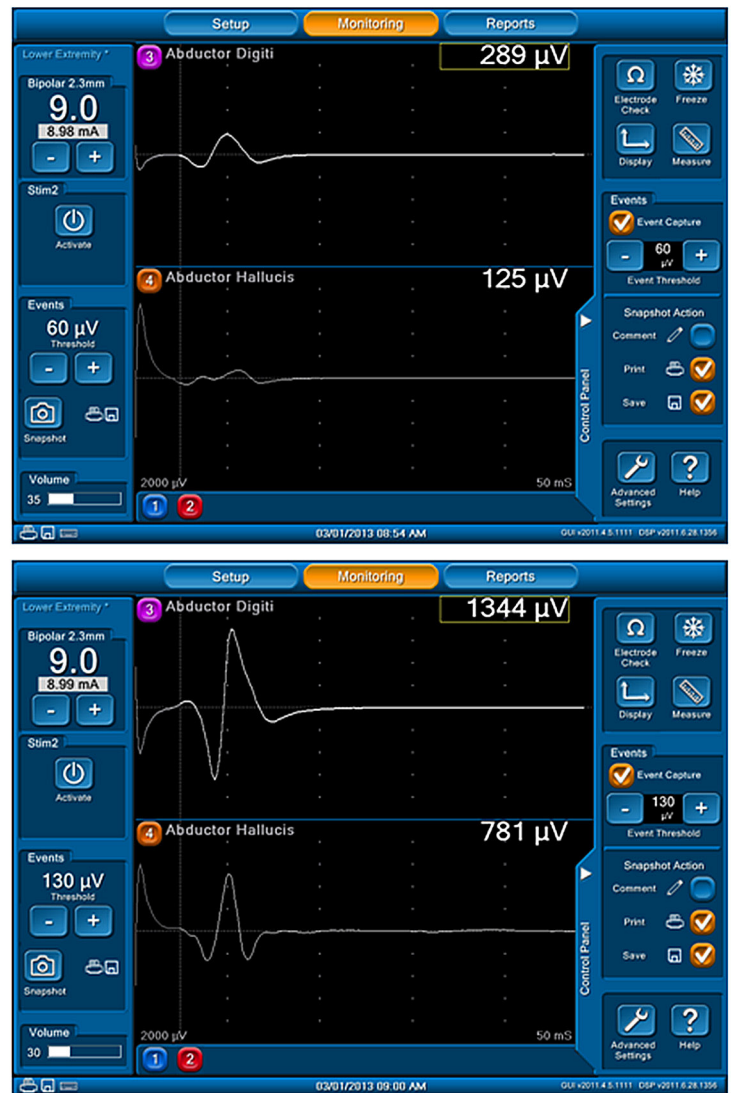 Setup Monitoring Reports
Lower Extremity *
Bipolar 2.3mm
9.0
8.98 mA
- +
Stim2
Activate
Events
60 µV
Threshold
- +
Snapshot
Volume
35
3 Abductor Digiti 289 µV
4 Abductor Hallucis 125 µV
2000 µV 50 mS
1 2
Control Panel
Ω
Electrode
Check
Freeze
Display
Measure
Events
Event Capture
- 60 +
µV
Event Threshold
Snapshot Action
Comment
Print
Save
?
Advanced
Settings
Help
03/01/2013 08:54 AM
GUI v2011.4.5.1111 DSP v2011.6.28.1356
Setup Monitoring Reports
Lower Extremity *
Bipolar 2.3mm
9.0
8.99 mA
- +
Stim2
Activate
Events
130 µV
Threshold
- +
Snapshot
Volume
30
3 Abductor Digiti 1344 µV
4 Abductor Hallucis 781 µV
2000 µV 50 mS
1 2
Control Panel
Ω
Electrode
Check
Freeze
Display
Measure
Events
Event Capture
- 130 +
µV
Event Threshold
Snapshot Action
Comment
Print
Save
?
Advanced
Settings
Help
03/01/2013 09:00 AM
GUI v2011.4.5.1111 DSP v2011.6.28.1356